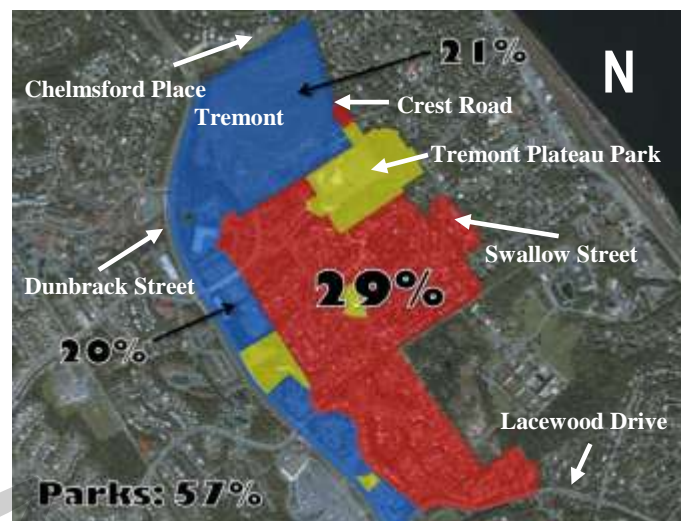 21%
N
Chelmsford Place
Crest Road
Tremont
Tremont Plateau Park
Swallow Street
Dunbrack Street
29%
20%
Lacewood Drive
Parks: 57%